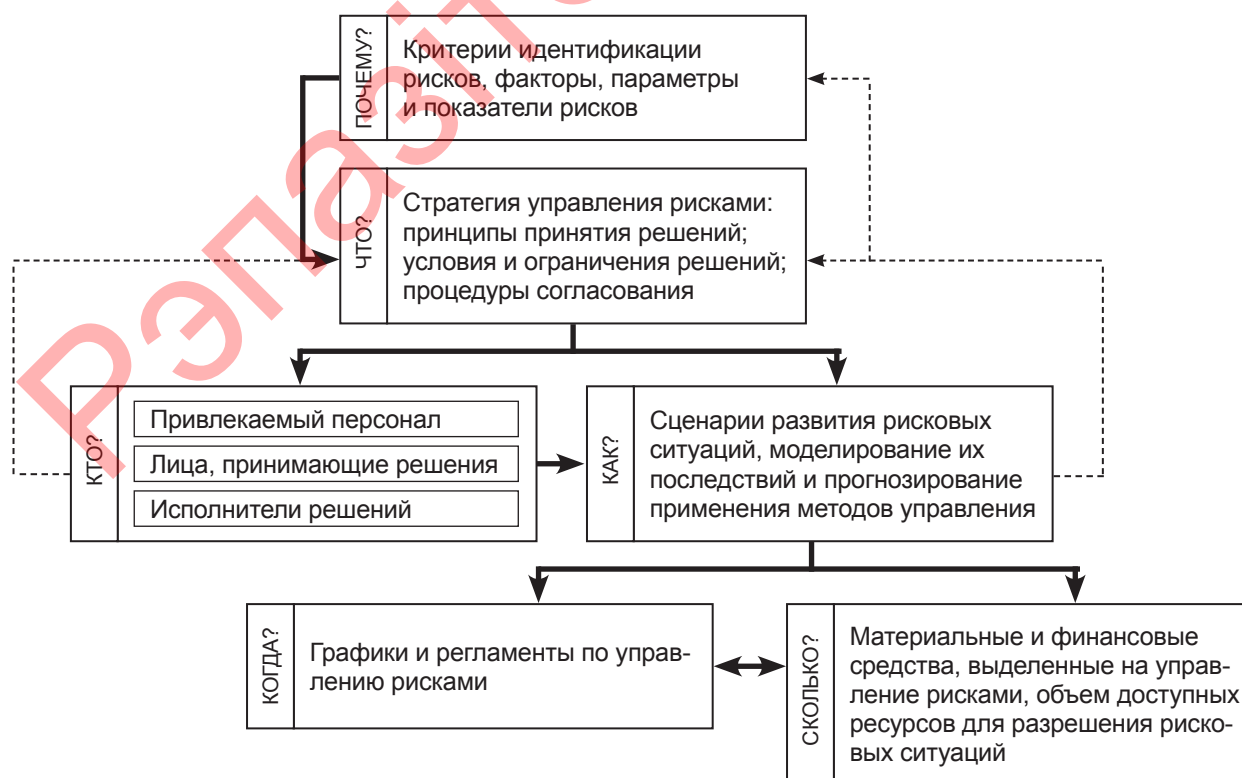 ПОЧЕМУ?
Критерии идентификации
рисков, факторы, параметры
и показатели рисков
ЧТО?
Стратегия управления рисками:
принципы принятия решений;
условия и ограничения решений;
процедуры согласования
КТО?
Привлекаемый персонал
Лица, принимающие решения
Исполнители решений
КАК?
Сценарии развития рисковых
ситуаций, моделирование их
последствий и прогнозирование
применения методов управления
КОГДА?
Графики и регламенты по управ-
лению рисками
СКОЛЬКО?
Материальные и финансовые
средства, выделенные на управ-
ление рисками, объем доступных
ресурсов для разрешения риско-
вых ситуаций